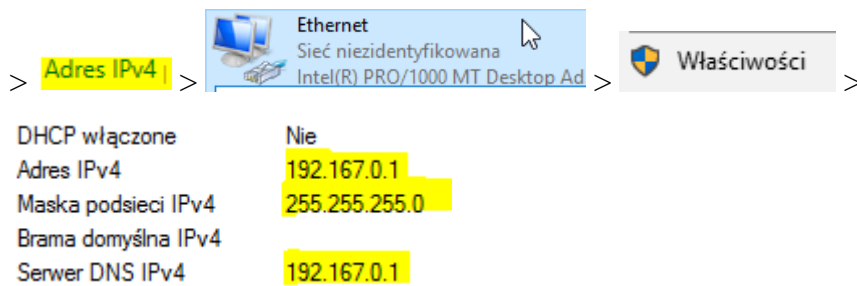 > Adres IPv4 > Ethernet
Sieć niezidentyfikowana
Intel(R) PRO/1000 MT Desktop Ad > Właściwości >
DHCP włączone Nie
Adres IPv4 192.167.0.1
Maska podsieci IPv4 255.255.255.0
Brama domyślna IPv4
Serwer DNS IPv4 192.167.0.1